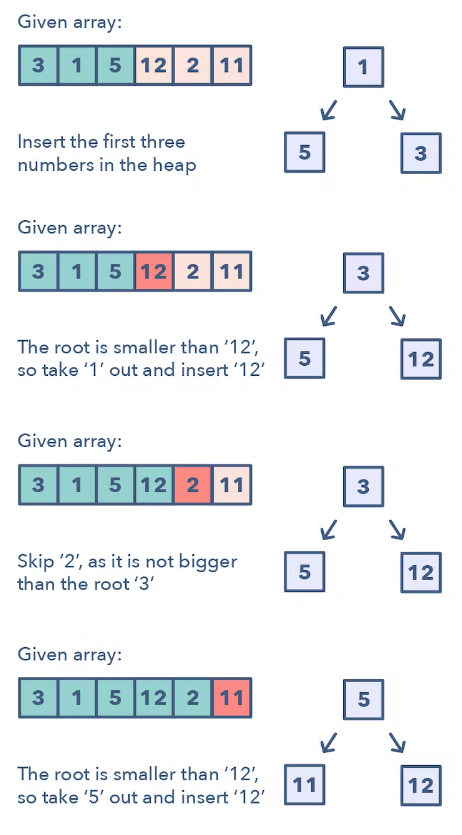 Given array:
3 1 5 12 2 11
1
Insert the first three
numbers in the heap
5 3
Given array:
3 1 5 12 2 11
3
The root is smaller than ‘12’,
so take ‘1’ out and insert ‘12’
5 12
Given array:
3 1 5 12 2 11
3
Skip ‘2’, as it is not bigger
than the root ‘3’
5 12
Given array:
3 1 5 12 2 11
5
The root is smaller than ‘12’,
so take ‘5’ out and insert ‘12’
11 12